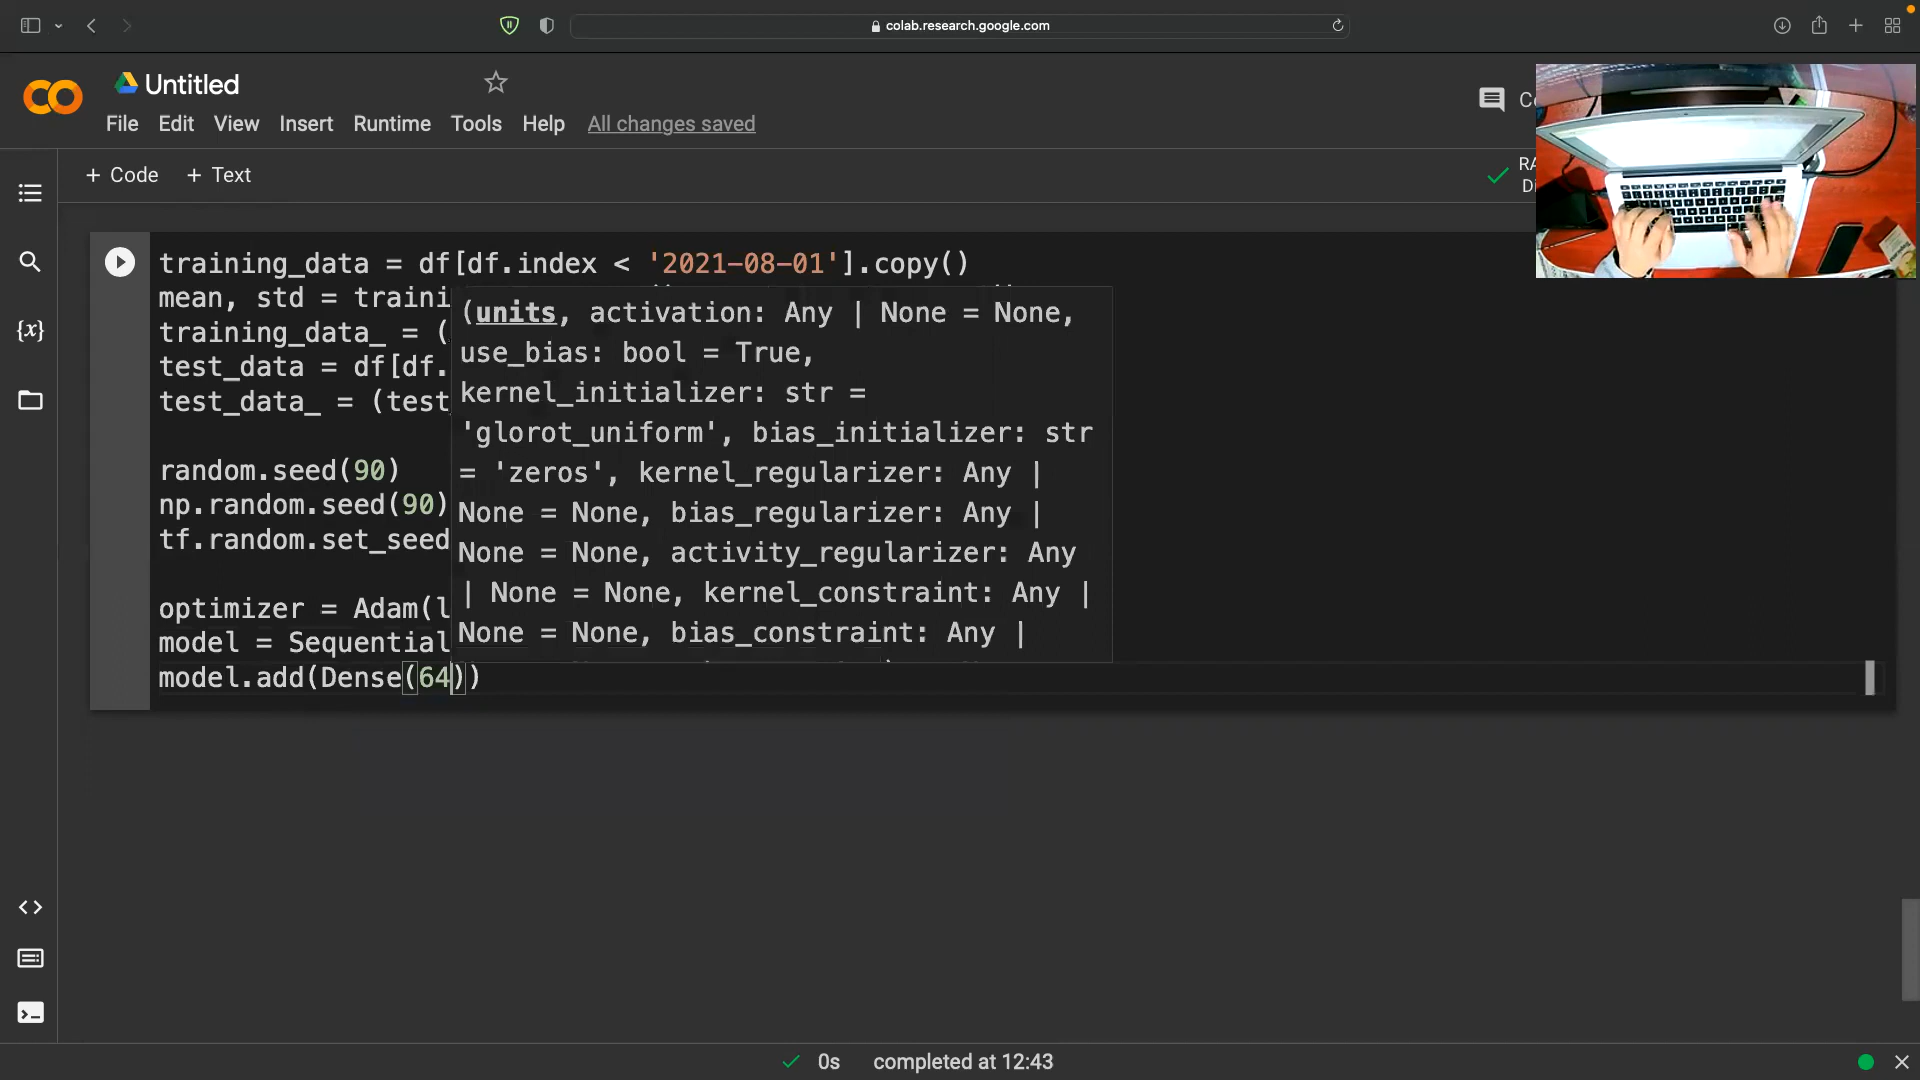 colab.research.google.com
Untitled
File Edit View Insert Runtime Tools Help All changes saved
+ Code + Text
training_data = df[df.index < '2021-08-01'].copy()
mean, std = traini
training_data_ = (
test_data = df[df.
test_data_ = (test_
random.seed(90)
np.random.seed(90)
tf.random.set_seed
optimizer = Adam(l
model = Sequential
model.add(Dense(64))
(units, activation: Any | None = None,
use_bias: bool = True,
kernel_initializer: str =
'glorot_uniform', bias_initializer: str
= 'zeros', kernel_regularizer: Any |
None = None, bias_regularizer: Any |
None = None, activity_regularizer: Any
| None = None, kernel_constraint: Any |
None = None, bias_constraint: Any |
{x}
0s completed at 12:43